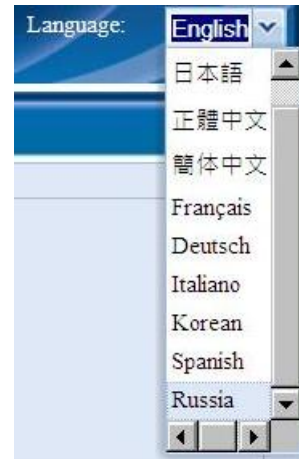 Language: English
日本語
正體中文
簡体中文
Français
Deutsch
Italiano
Korean
Spanish
Russia